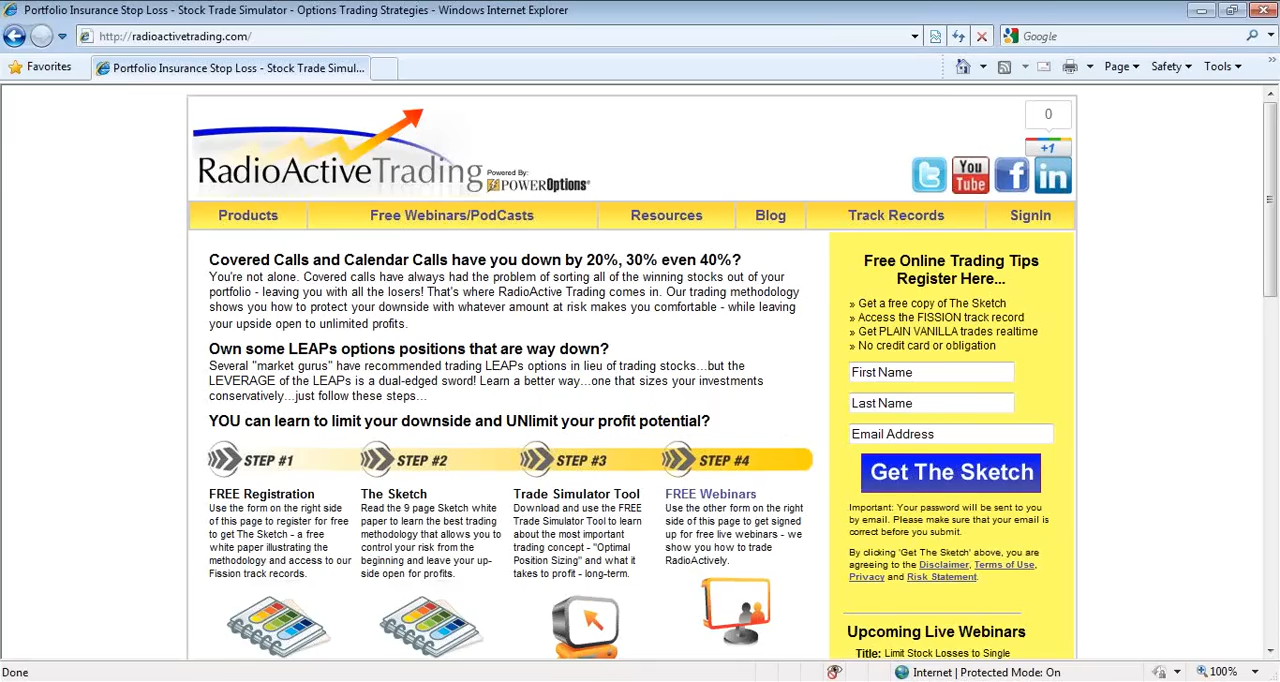 Portfolio Insurance Stop Loss - Stock Trade Simulator - Options Trading Strategies - Windows Internet Explorer
http://radioactivetrading.com/
Google
Favorites
Portfolio Insurance Stop Loss - Stock Trade Simul...
Page
Safety
Tools
0
+1
RadioActiveTrading
Powered By:
POWEROptions®
You
Tube
f
in
Products
Free Webinars/PodCasts
Resources
Blog
Track Records
SignIn
Covered Calls and Calendar Calls have you down by 20%, 30% even 40%?
You're not alone. Covered calls have always had the problem of sorting all of the winning stocks out of your
portfolio - leaving you with all the losers! That's where RadioActive Trading comes in. Our trading methodology
shows you how to protect your downside with whatever amount at risk makes you comfortable - while leaving
your upside open to unlimited profits.
Own some LEAPs options positions that are way down?
Several "market gurus" have recommended trading LEAPs options in lieu of trading stocks...but the
LEVERAGE of the LEAPs is a dual-edged sword! Learn a better way...one that sizes your investments
conservatively...just follow these steps...
YOU can learn to limit your downside and UNlimit your profit potential?
STEP #1
STEP #2
STEP #3
STEP #4
FREE Registration
Use the form on the right side
of this page to register for free
to get The Sketch - a free
white paper illustrating the
methodology and access to our
Fission track records.
The Sketch
Read the 9 page Sketch white
paper to learn the best trading
methodology that allows you to
control your risk from the
beginning and leave your up-
side open for profits.
Trade Simulator Tool
Download and use the FREE
Trade Simulator Tool to learn
about the most important
trading concept - "Optimal
Position Sizing" and what it
takes to profit - long-term.
FREE Webinars
Use the other form on the right
side of this page to get signed
up for free live webinars - we
show you how to trade
RadioActively.
Free Online Trading Tips
Register Here...
» Get a free copy of The Sketch
» Access the FISSION track record
» Get PLAIN VANILLA trades realtime
» No credit card or obligation
First Name
Last Name
Email Address
Get The Sketch
Important: Your password will be sent to you
by email. Please make sure that your email is
correct before you submit.
By clicking 'Get The Sketch' above, you are
agreeing to the Disclaimer, Terms of Use,
Privacy and Risk Statement.
Upcoming Live Webinars
Title: Limit Stock Losses to Single
Done
Internet | Protected Mode: On
100%